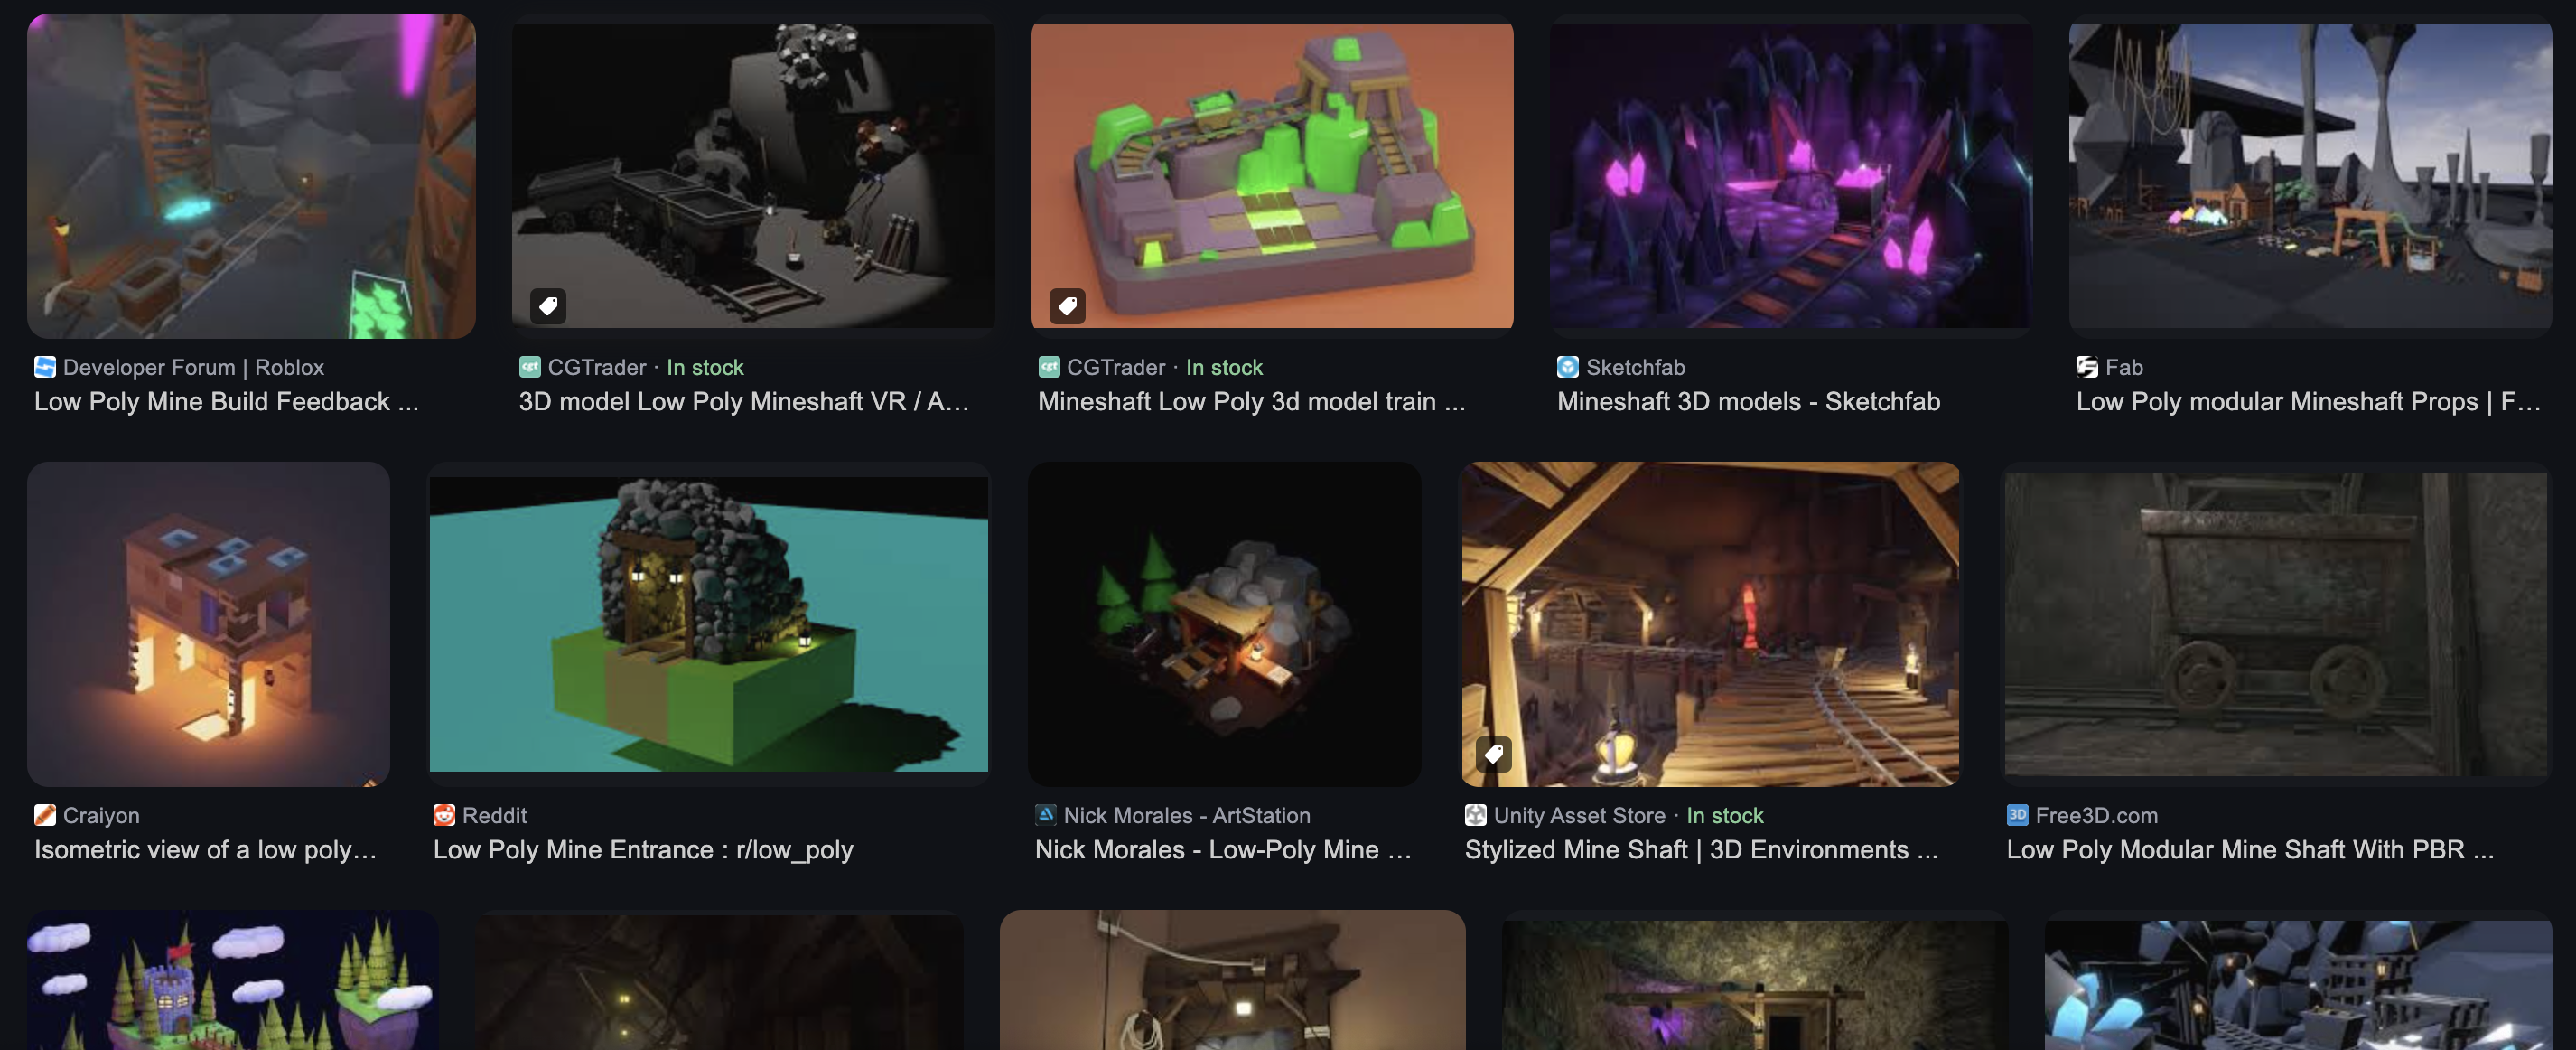 Developer Forum | Roblox
Low Poly Mine Build Feedback ...
cgt CGTrader · In stock
3D model Low Poly Mineshaft VR / A...
cgt CGTrader · In stock
Mineshaft Low Poly 3d model train ...
Sketchfab
Mineshaft 3D models - Sketchfab
Fab
Low Poly modular Mineshaft Props | F...
Craiyon
Isometric view of a low poly...
Reddit
Low Poly Mine Entrance : r/low_poly
Nick Morales - ArtStation
Nick Morales - Low-Poly Mine ...
Unity Asset Store · In stock
Stylized Mine Shaft | 3D Environments ...
3D Free3D.com
Low Poly Modular Mine Shaft With PBR ...